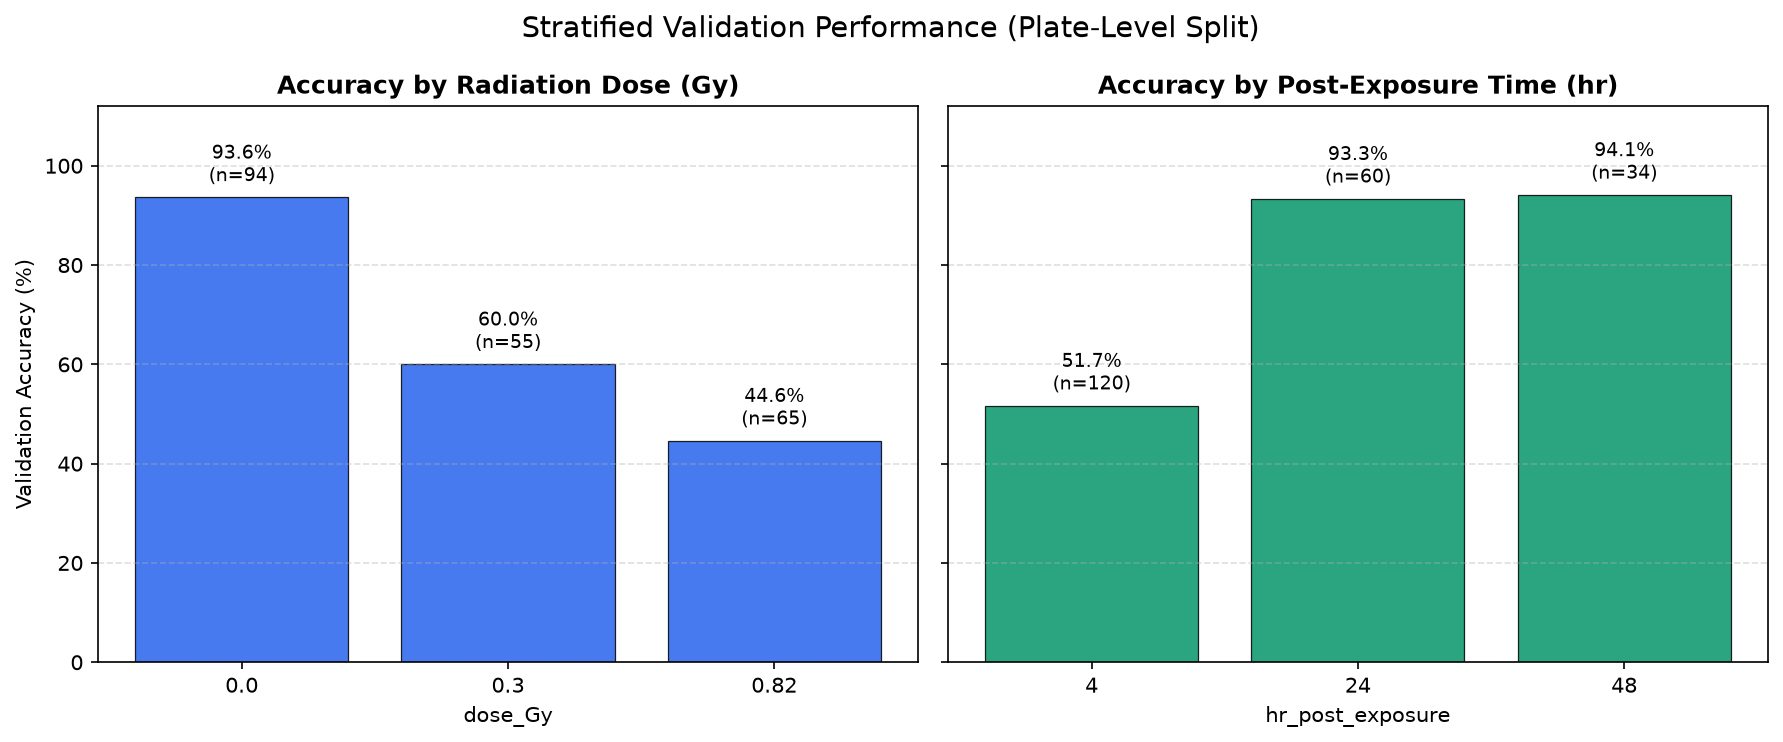 Stratified Validation Performance (Plate-Level Split)
Accuracy by Radiation Dose (Gy)
Validation Accuracy (%)
100
80
60
40
20
0
93.6%
(n=94)
60.0%
(n=55)
44.6%
(n=65)
0.0
0.3
0.82
dose_Gy
Accuracy by Post-Exposure Time (hr)
51.7%
(n=120)
93.3%
(n=60)
94.1%
(n=34)
4
24
48
hr_post_exposure